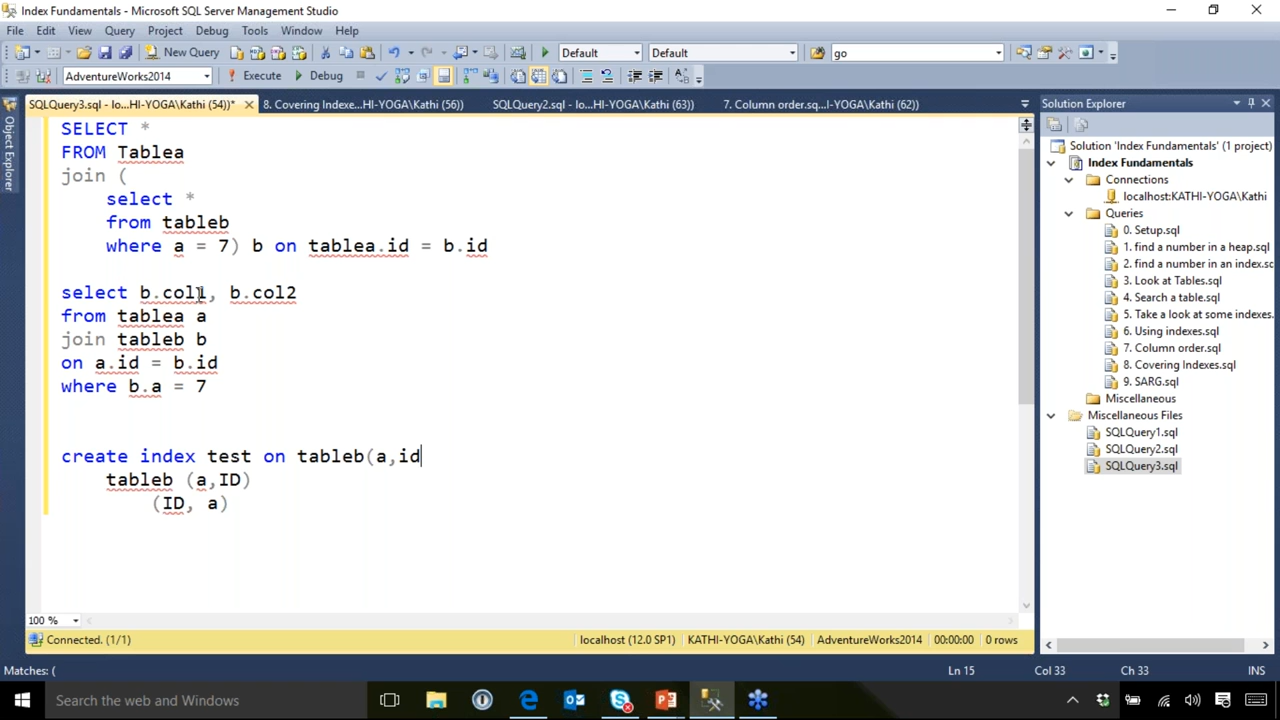 Index Fundamentals - Microsoft SQL Server Management Studio
File Edit View Query Project Debug Tools Window Help
New Query Default Default go
AdventureWorks2014 Execute Debug
SQLQuery3.sql - lo...HI-YOGA\Kathi (54))* 8. Covering Indexe...HI-YOGA\Kathi (56)) SQLQuery2.sql - lo...HI-YOGA\Kathi (63)) 7. Column order.sq...I-YOGA\Kathi (62))
Object Explorer
SELECT *
FROM Tablea
join (
select *
from tableb
where a = 7) b on tablea.id = b.id
select b.col1, b.col2
from tablea a
join tableb b
on a.id = b.id
where b.a = 7
create index test on tableb(a,id
tableb (a,ID)
(ID, a)
100 %
Connected. (1/1) localhost (12.0 SP1) KATHI-YOGA\Kathi (54) AdventureWorks2014 00:00:00 0 rows
Solution Explorer
Solution 'Index Fundamentals' (1 project)
Index Fundamentals
Connections
localhost:KATHI-YOGA\Kathi
Queries
0. Setup.sql
1. find a number in a heap.sql
2. find a number in an index.sc
3. Look at Tables.sql
4. Search a table.sql
5. Take a look at some indexes.
6. Using indexes.sql
7. Column order.sql
8. Covering Indexes.sql
9. SARG.sql
Miscellaneous
Miscellaneous Files
SQLQuery1.sql
SQLQuery2.sql
SQLQuery3.sql
Matches: ( Ln 15 Col 33 Ch 33 INS
Search the web and Windows